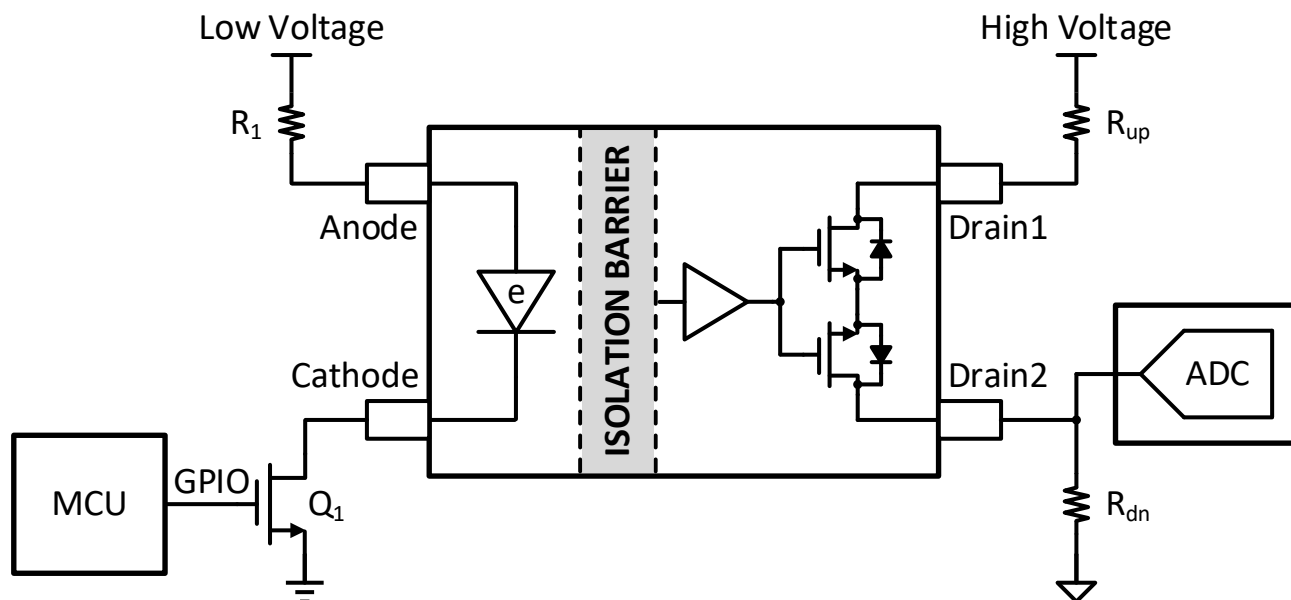 Low Voltage
High Voltage
R₁
Rup
ISOLATION BARRIER
Anode
Drain1
e
Cathode
Drain2
ADC
MCU
GPIO
Q₁
Rdn